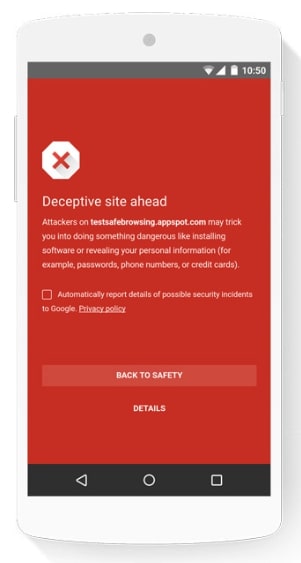 10:50
Deceptive site ahead
Attackers on testsafebrowsing.appspot.com may trick
you into doing something dangerous like installing
software or revealing your personal information (for
example, passwords, phone numbers, or credit cards).
Automatically report details of possible security incidents
to Google. Privacy policy
BACK TO SAFETY
DETAILS